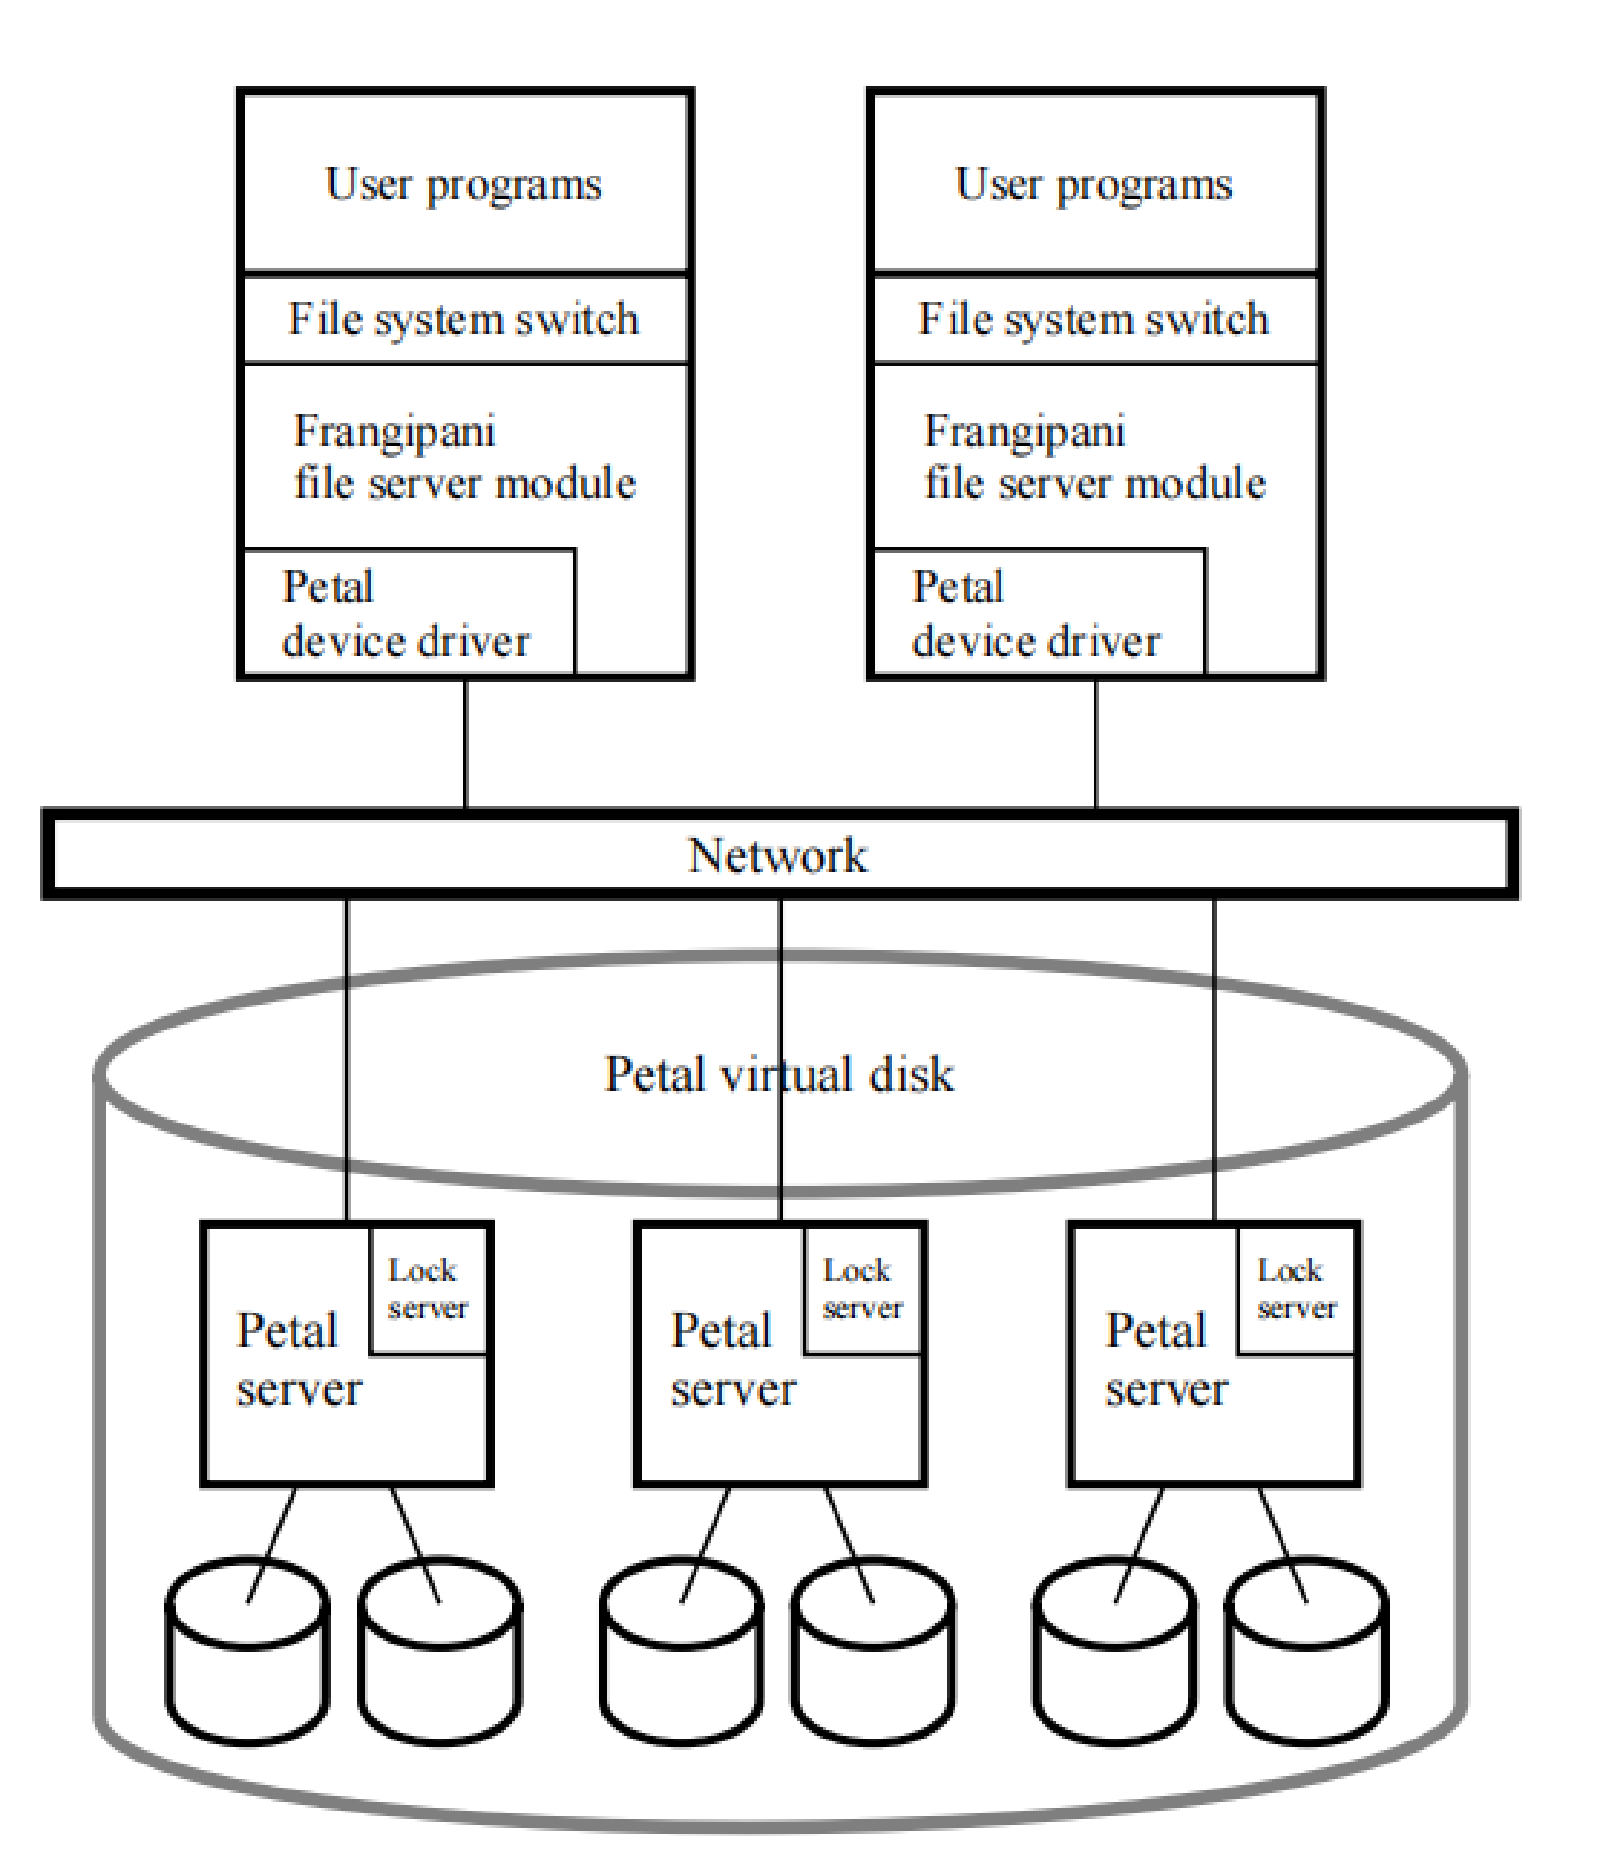 User programs
User programs
File system switch
File system switch
Frangipani
file server module
Frangipani
file server module
Petal
device driver
Petal
device driver
Network
Petal virtual disk
Lock
server
Petal
server
Lock
server
Petal
server
Lock
server
Petal
server